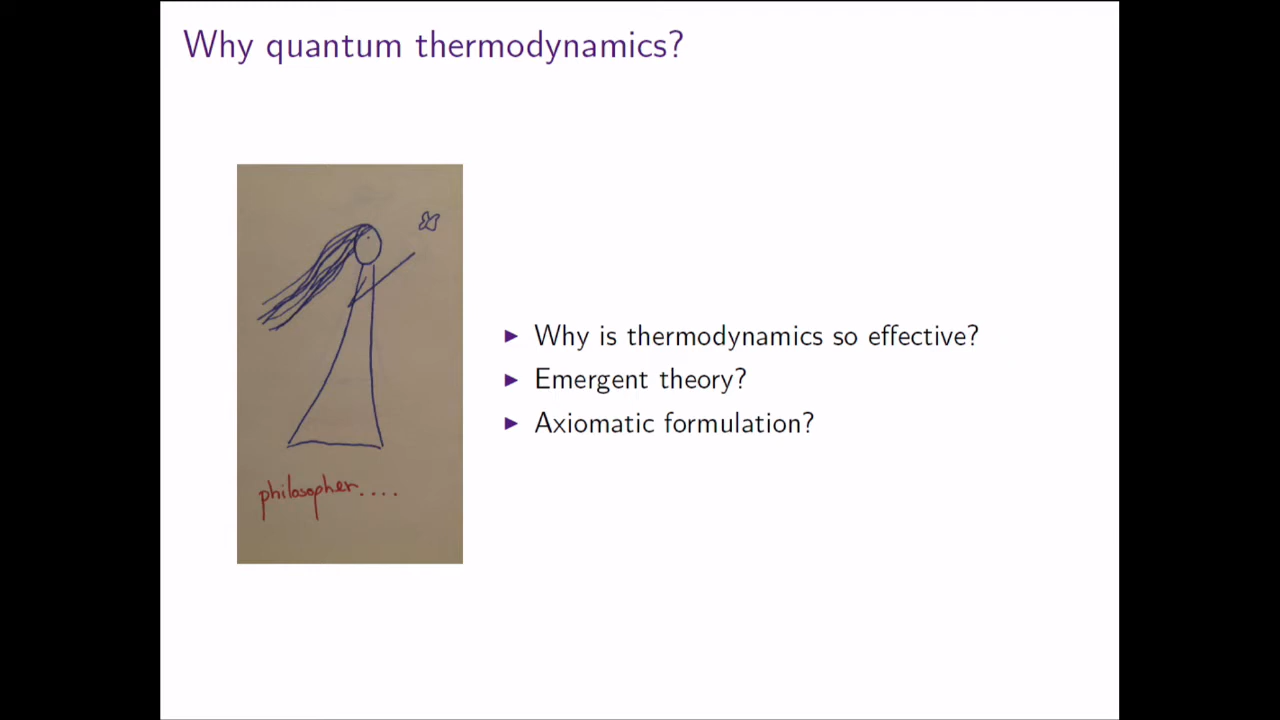 Why quantum thermodynamics?
philosopher....
Why is thermodynamics so effective?
Emergent theory?
Axiomatic formulation?